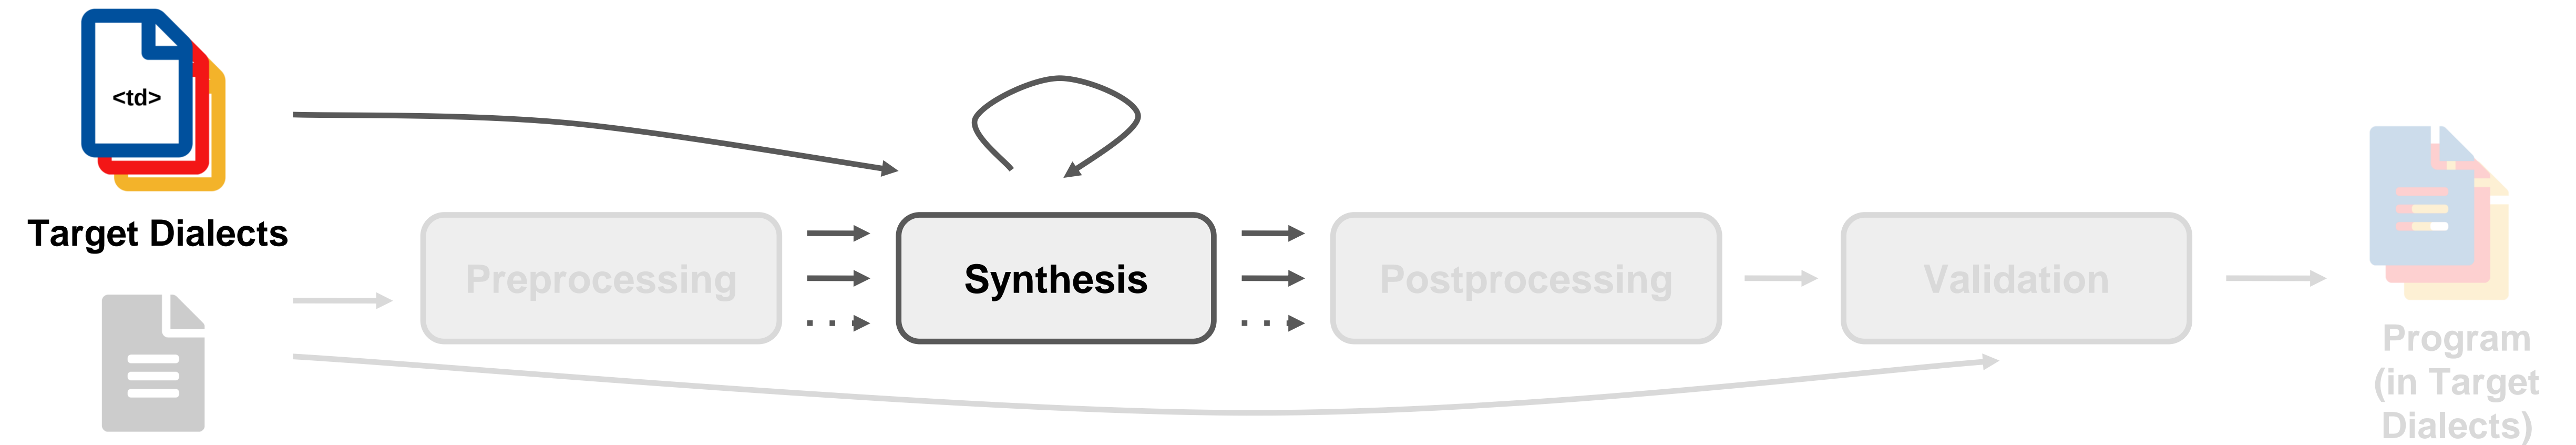 <td>
Target Dialects
Preprocessing
Synthesis
Postprocessing
Validation
Program
(in Target
Dialects)